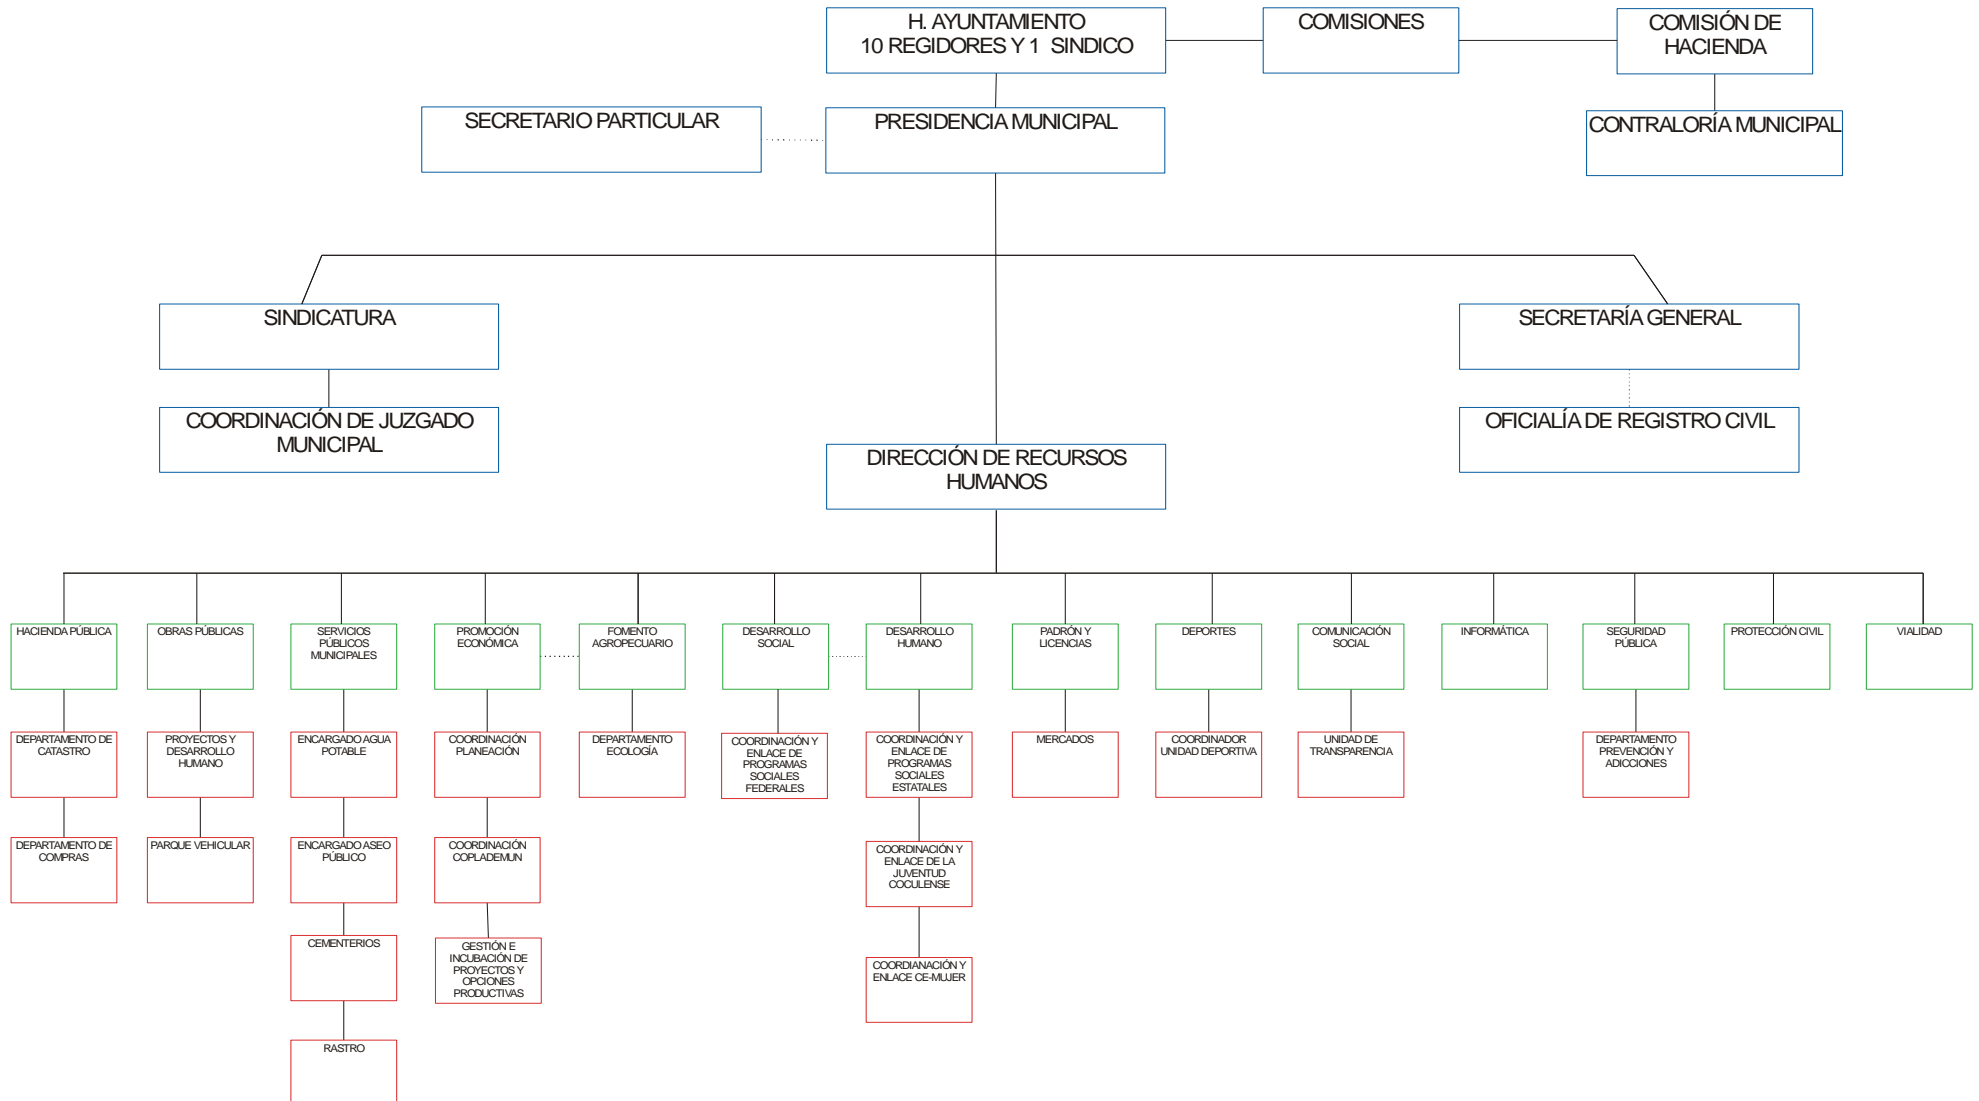 H. AYUNTAMIENTO
10 REGIDORES Y 1 SINDICO
COMISIONES
COMISIÓN DE
HACIENDA
SECRETARIO PARTICULAR
PRESIDENCIA MUNICIPAL
CONTRALORÍA MUNICIPAL
SINDICATURA
SECRETARÍA GENERAL
COORDINACIÓN DE JUZGADO
MUNICIPAL
OFICIALÍA DE REGISTRO CIVIL
DIRECCIÓN DE RECURSOS
HUMANOS
HACIENDA PÚBLICA
OBRAS PÚBLICAS
SERVICIOS
PÚBLICOS
MUNICIPALES
PROMOCIÓN
ECONÓMICA
FOMENTO
AGROPECUARIO
DESARROLLO
SOCIAL
DESARROLLO
HUMANO
PADRÓN Y
LICENCIAS
DEPORTES
COMUNICACIÓN
SOCIAL
INFORMÁTICA
SEGURIDAD
PÚBLICA
PROTECCIÓN CIVIL
VIALIDAD
DEPARTAMENTO DE
CATASTRO
PROYECTOS Y
DESARROLLO
HUMANO
ENCARGADO AGUA
POTABLE
COORDINACIÓN
PLANEACIÓN
DEPARTAMENTO
ECOLOGÍA
COORDINACIÓN Y
ENLACE DE
PROGRAMAS
SOCIALES
FEDERALES
COORDINACIÓN Y
ENLACE DE
PROGRAMAS
SOCIALES
ESTATALES
MERCADOS
COORDINADOR
UNIDAD DEPORTIVA
UNIDAD DE
TRANSPARENCIA
DEPARTAMENTO
PREVENCIÓN Y
ADICCIONES
DEPARTAMENTO DE
COMPRAS
PARQUE VEHICULAR
ENCARGADO ASEO
PÚBLICO
COORDINACIÓN
COPLADEMUN
COORDINACIÓN Y
ENLACE DE LA
JUVENTUD
COCULENSE
CEMENTERIOS
GESTIÓN E
INCUBACIÓN DE
PROYECTOS Y
OPCIONES
PRODUCTIVAS
COORDIANACIÓN Y
ENLACE CE-MUJER
RASTRO